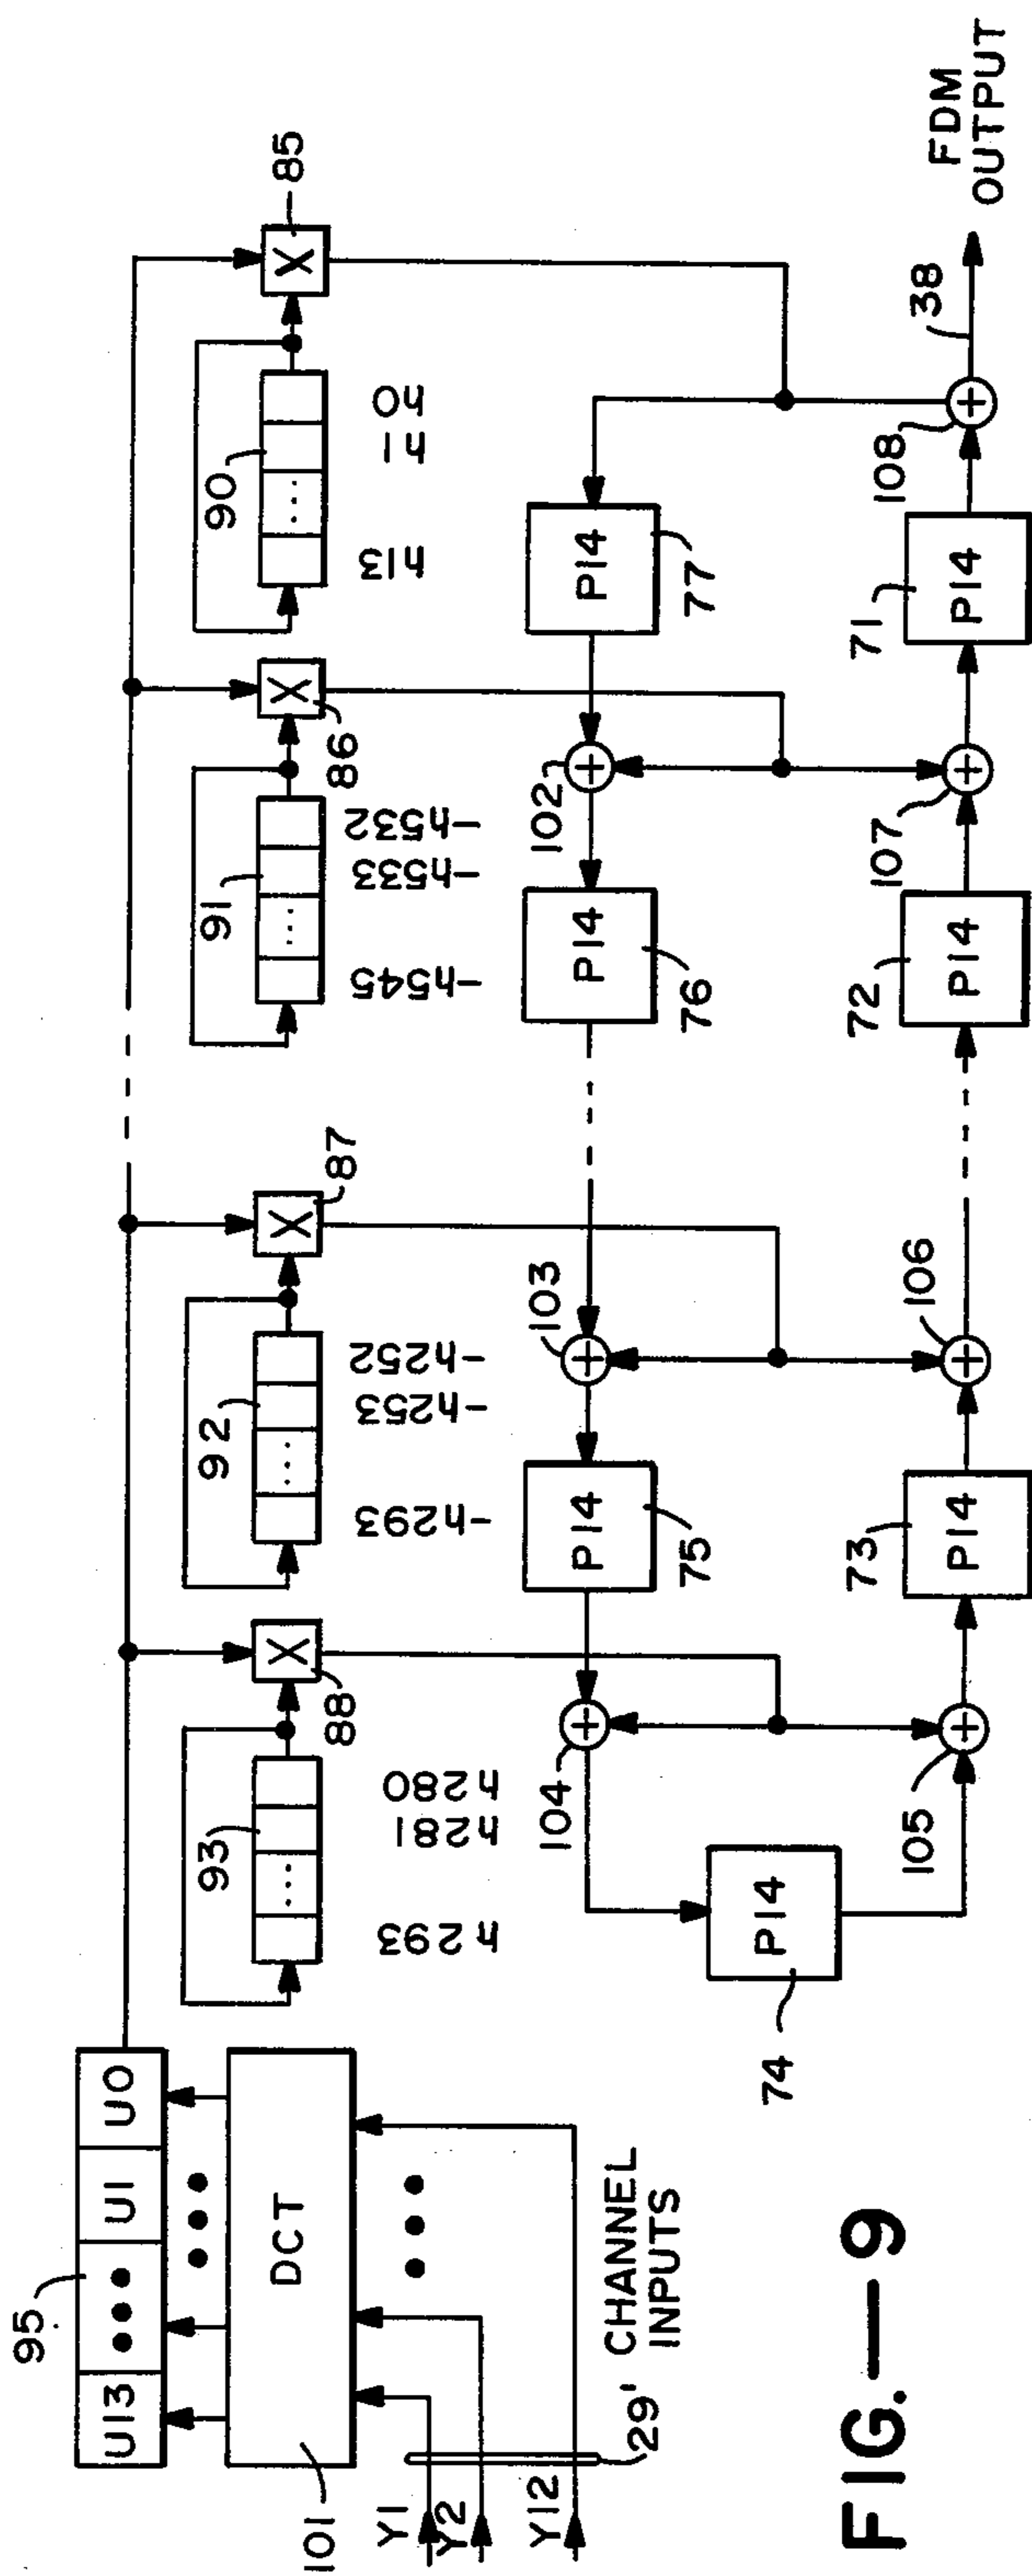 95
U13 ••• U1 U0
101
DCT
Y1
Y2
Y12
29'
CHANNEL
INPUTS
93
...
h293
h281
h280
88
X
92
...
-h293
-h253
-h252
87
X
91
...
-h545
-h533
-h532
86
X
90
...
h13
h1
h0
85
X
104
+
P14
75
103
+
P14
76
102
+
P14
77
P14
74
105
+
P14
73
106
+
P14
72
107
+
P14
71
108
+
38
FDM
OUTPUT
FIG.—9